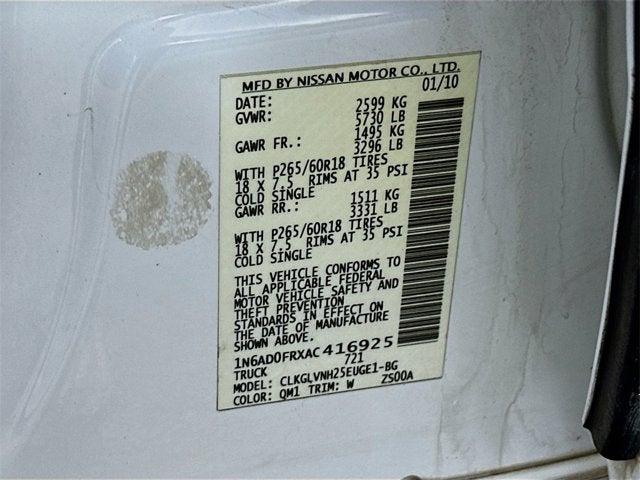 MFD BY NISSAN MOTOR CO., LTD.
01/10
DATE:
GVWR: 2599 KG
5730 LB
GAWR FR.: 1495 KG
3296 LB
WITH P265/60R18 TIRES
18 X 7.5 RIMS AT 35 PSI
COLD SINGLE
GAWR RR.: 1511 KG
3331 LB
WITH P265/60R18 TIRES
18 X 7.5 RIMS AT 35 PSI
COLD SINGLE
THIS VEHICLE CONFORMS TO
ALL APPLICABLE FEDERAL
MOTOR VEHICLE SAFETY AND
THEFT PREVENTION
STANDARDS IN EFFECT ON
THE DATE OF MANUFACTURE
SHOWN ABOVE.
1N6AD0FRXAC416925
TRUCK 721
MODEL: CLKGLVNH25EUGE1-BG
COLOR: QM1 TRIM: W ZS00A